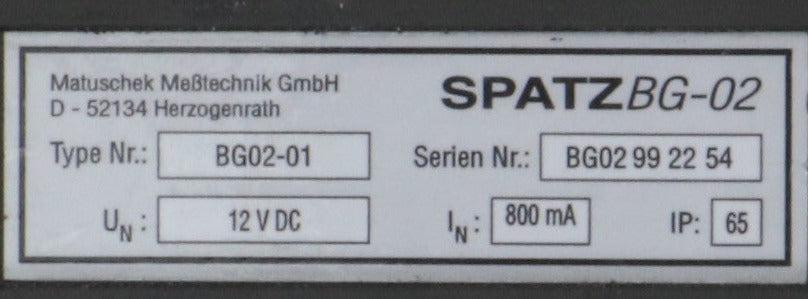 Matuschek Meßtechnik GmbH
D - 52134 Herzogenrath
SPATZBG-02
Type Nr.: BG02-01 Serien Nr.: BG02 99 22 54
UN : 12 V DC IN : 800 mA IP: 65